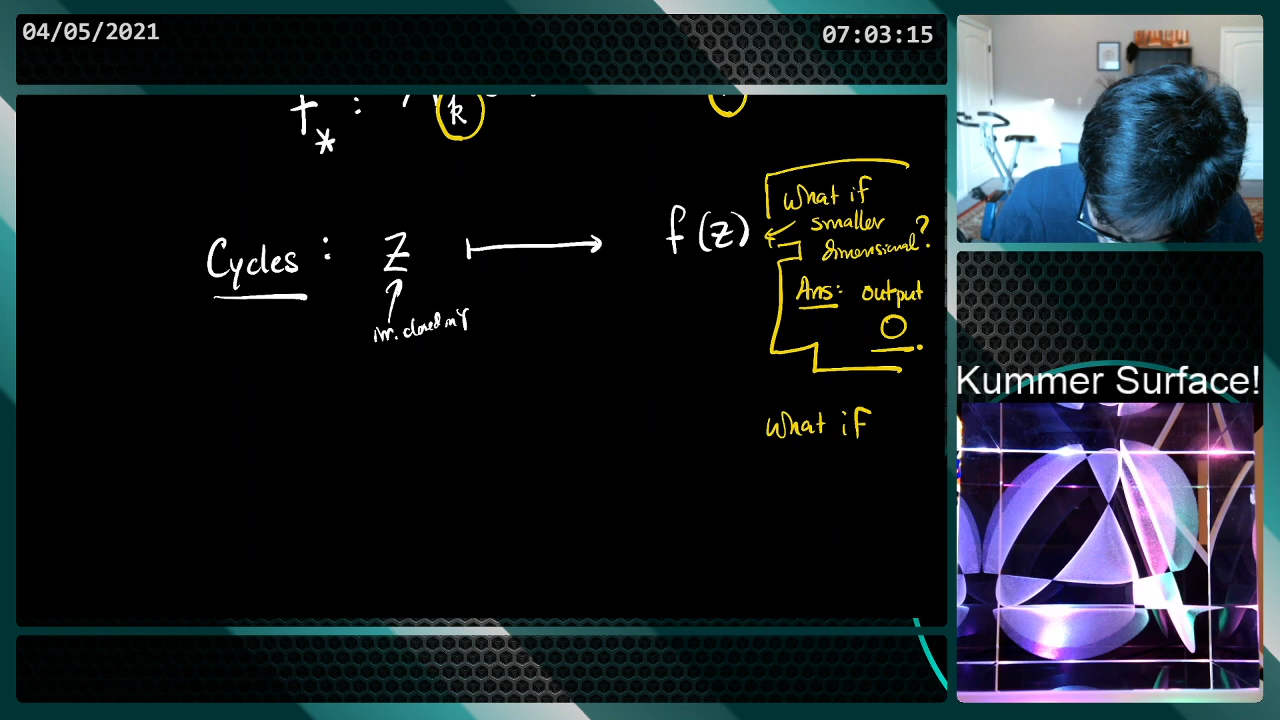 04/05/2021
07:03:15
f* :
k
Cycles : Z ⟼ f(z)
irr. closed in Y
What if
smaller
dimensional?
Ans: output
0.
What if
Kummer Surface!